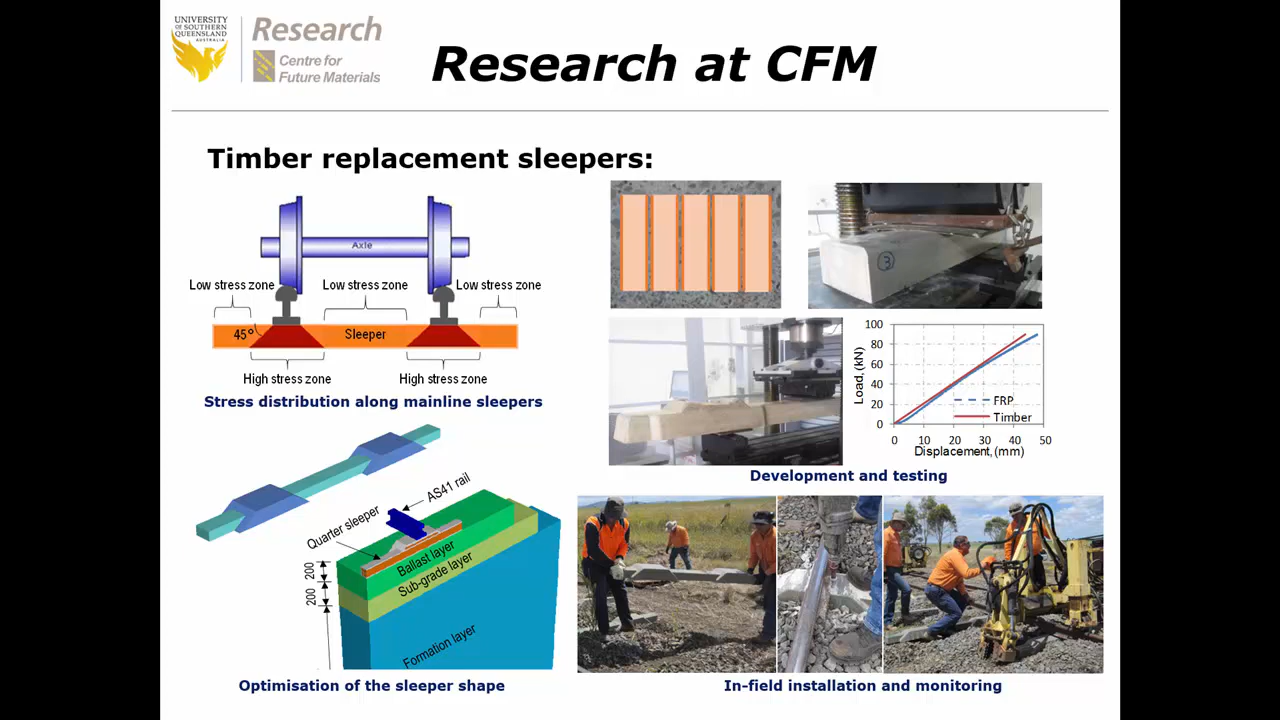 UNIVERSITY
OF SOUTHERN
QUEENSLAND
AUSTRALIA
Research
Centre for
Future Materials
Research at CFM
Timber replacement sleepers:
Axle
Low stress zone
Low stress zone
Low stress zone
45°
Sleeper
High stress zone
High stress zone
Stress distribution along mainline sleepers
3
100
80
60
40
20
0
Load, (kN)
FRP
Timber
0 10 20 30 40 50
Displacement, (mm)
Development and testing
AS41 rail
Quarter sleeper
Ballast layer
Sub-grade layer
200
200
Formation layer
Optimisation of the sleeper shape
In-field installation and monitoring